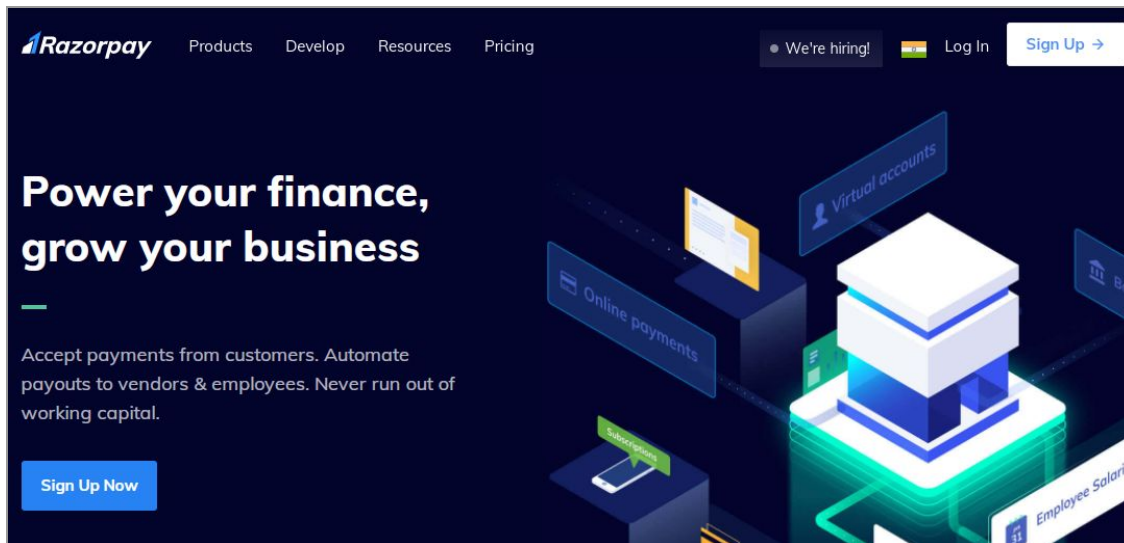 Razorpay
Products
Develop
Resources
Pricing
We're hiring!
Log In
Sign Up →
Power your finance,
grow your business
Accept payments from customers. Automate
payouts to vendors & employees. Never run out of
working capital.
Sign Up Now
Virtual accounts
Online payments
Subscriptions
Employee Salari
31